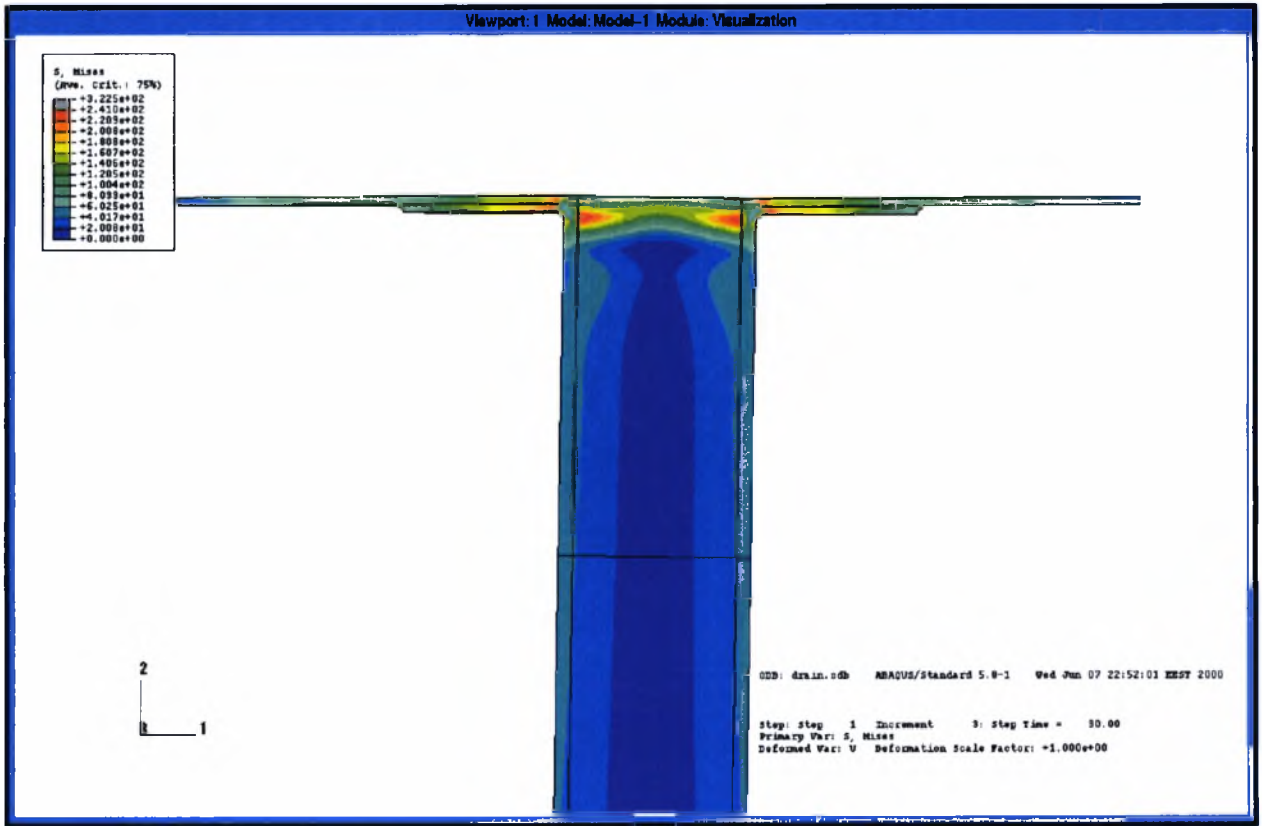 Viewport: 1 Model: Model-1 Module: Visualization
S, Mises
(Ave. Crit.: 75%)
+3.225e+02
+2.410e+02
+2.209e+02
+2.008e+02
+1.808e+02
+1.607e+02
+1.406e+02
+1.205e+02
+1.004e+02
+8.033e+01
+6.025e+01
+4.017e+01
+2.008e+01
+0.000e+00
2
3 1
ODB: drain.odb ABAQUS/Standard 5.8-1 Wed Jun 07 22:52:01 EEST 2000
Step: Step 1 Increment 3: Step Time = 30.00
Primary Var: S, Mises
Deformed Var: U Deformation Scale Factor: +1.000e+00